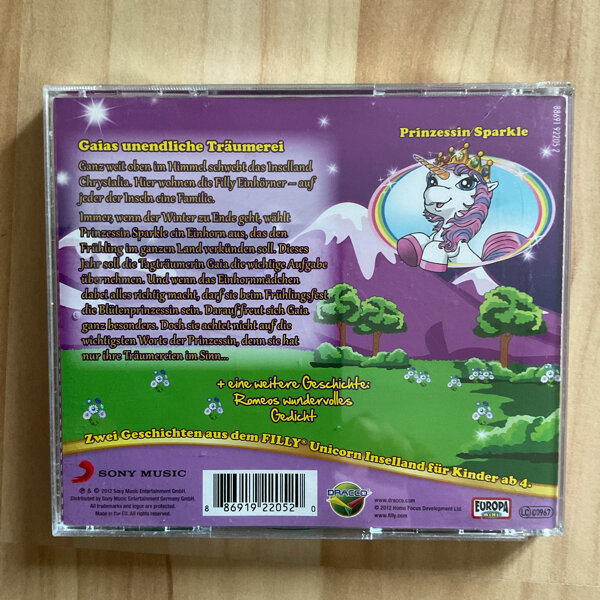 Gaias unendliche Träumerei
Ganz weit oben im Himmel schwebt das Inselland
Chrystalia. Hier wohnen die Filly Einhörner – auf
jeder der Inseln eine Familie.
Immer, wenn der Winter zu Ende geht, wählt
Prinzessin Sparkle ein Einhorn aus, das den
Frühling im ganzen Land verkünden soll. Dieses
Jahr soll die Tagträumerin Gaia die wichtige Aufgabe
übernehmen. Und wenn das Einhornmädchen
dabei alles richtig macht, darf sie beim Frühlingsfest
die Blütenprinzessin sein. Darauf freut sich Gaia
ganz besonders. Doch sie achtet nicht auf die
wichtigsten Worte der Prinzessin, denn sie hat
nur ihre Träumereien im Sinn...
+ eine weitere Geschichte:
Romeos wundervolles
Gedicht
Prinzessin Sparkle
88691 92205 2
Zwei Geschichten aus dem FILLY® Unicorn Inselland für Kinder ab 4.
SONY MUSIC
℗ & © 2012 Sony Music Entertainment GmbH.
Distributed by Sony Music Entertainment Germany GmbH.
All trademarks and logos are protected.
Made in the EU. All rights reserved.
8 86919 22052 0
DRACCO
www.dracco.com
© 2012 Home Focus Development Ltd.
www.filly.com
EUROPA
MINI
LC 00967